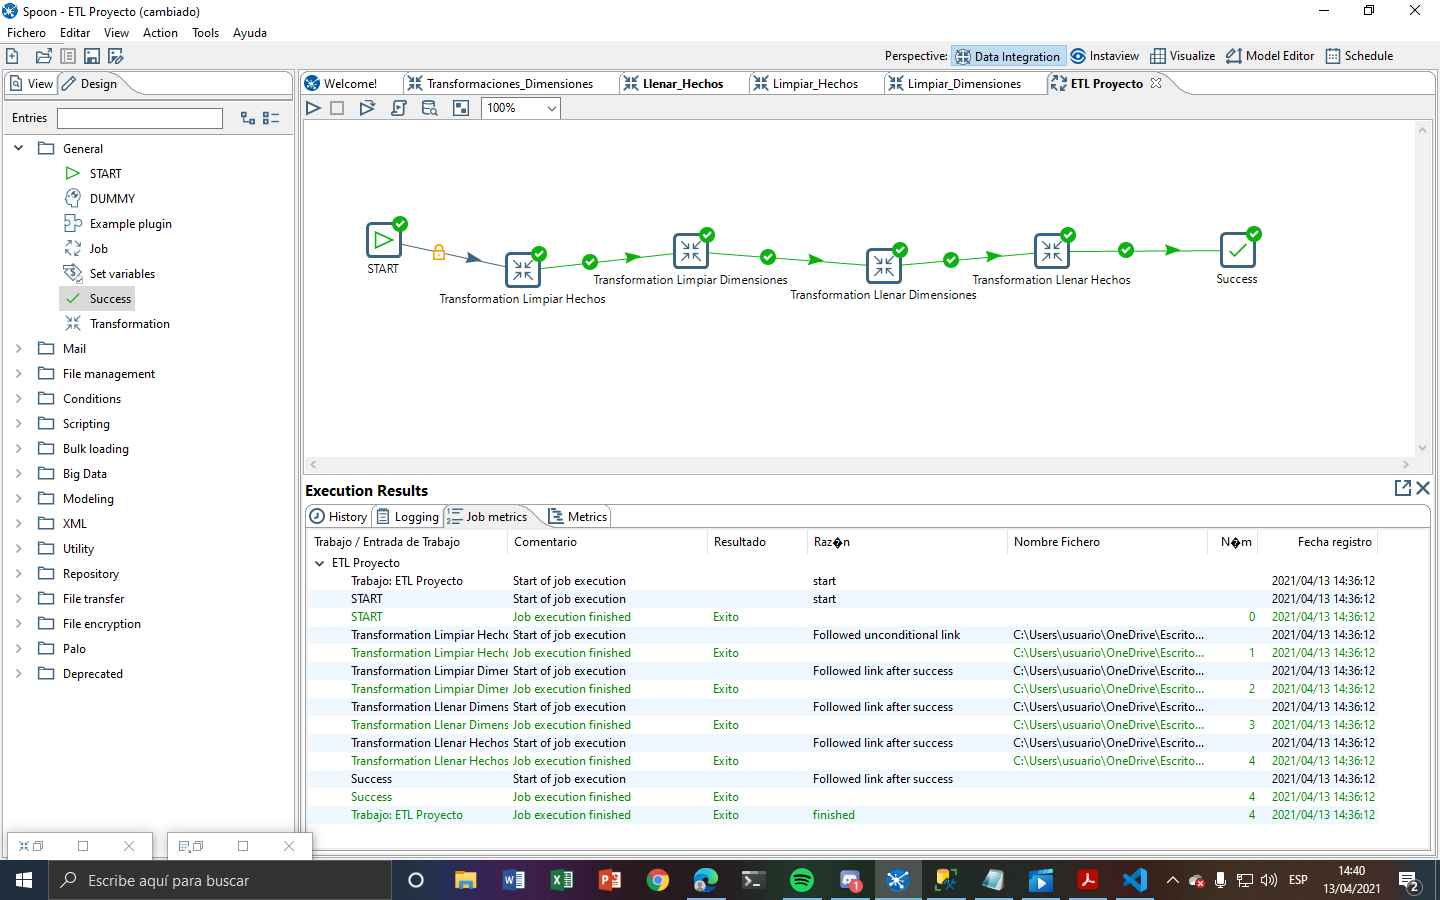 Spoon - ETL Proyecto (cambiado)
Fichero Editar View Action Tools Ayuda
Perspective: Data Integration Instaview Visualize Model Editor Schedule
View Design
Welcome! Transformaciones_Dimensiones Llenar_Hechos Limpiar_Hechos Limpiar_Dimensiones ETL Proyecto
100%
Entries
General
START
DUMMY
Example plugin
Job
Set variables
Success
Transformation
Mail
File management
Conditions
Scripting
Bulk loading
Big Data
Modeling
XML
Utility
Repository
File transfer
File encryption
Palo
Deprecated
START
Transformation Limpiar Hechos
Transformation Limpiar Dimensiones
Transformation Llenar Dimensiones
Transformation Llenar Hechos
Success
Execution Results
History Logging Job metrics Metrics
Trabajo / Entrada de Trabajo Comentario Resultado Raz�n Nombre Fichero N�m Fecha registro
ETL Proyecto
Trabajo: ETL Proyecto Start of job execution start 2021/04/13 14:36:12
START Start of job execution start 2021/04/13 14:36:12
START Job execution finished Exito 0 2021/04/13 14:36:12
Transformation Limpiar Hecho Start of job execution Followed unconditional link C:\Users\usuario\OneDrive\Escrito... 2021/04/13 14:36:12
Transformation Limpiar Hecho Job execution finished Exito C:\Users\usuario\OneDrive\Escrito... 1 2021/04/13 14:36:12
Transformation Limpiar Dimen Start of job execution Followed link after success C:\Users\usuario\OneDrive\Escrito... 2021/04/13 14:36:12
Transformation Limpiar Dimen Job execution finished Exito C:\Users\usuario\OneDrive\Escrito... 2 2021/04/13 14:36:12
Transformation Llenar Dimens Start of job execution Followed link after success C:\Users\usuario\OneDrive\Escrito... 2021/04/13 14:36:12
Transformation Llenar Dimens Job execution finished Exito C:\Users\usuario\OneDrive\Escrito... 3 2021/04/13 14:36:12
Transformation Llenar Hechos Start of job execution Followed link after success C:\Users\usuario\OneDrive\Escrito... 2021/04/13 14:36:12
Transformation Llenar Hechos Job execution finished Exito C:\Users\usuario\OneDrive\Escrito... 4 2021/04/13 14:36:12
Success Start of job execution Followed link after success 2021/04/13 14:36:12
Success Job execution finished Exito 4 2021/04/13 14:36:12
Trabajo: ETL Proyecto Job execution finished Exito finished 4 2021/04/13 14:36:12
Escribe aquí para buscar
1
ESP
14:40
13/04/2021
2